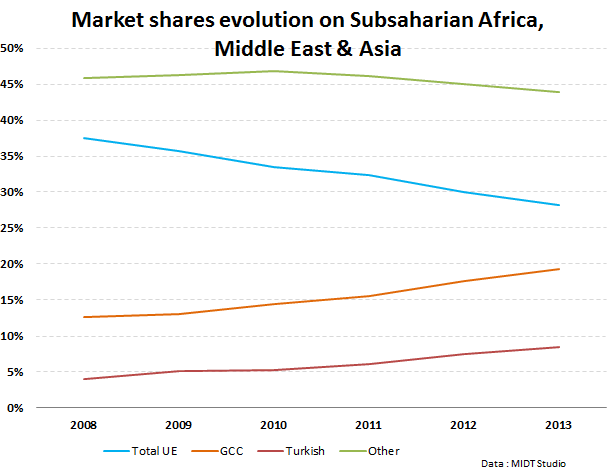 Market shares evolution on Subsaharian Africa,
Middle East & Asia
50%
45%
40%
35%
30%
25%
20%
15%
10%
5%
0%
2008 2009 2010 2011 2012 2013
Total UE GCC Turkish Other
Data : MIDT Studio